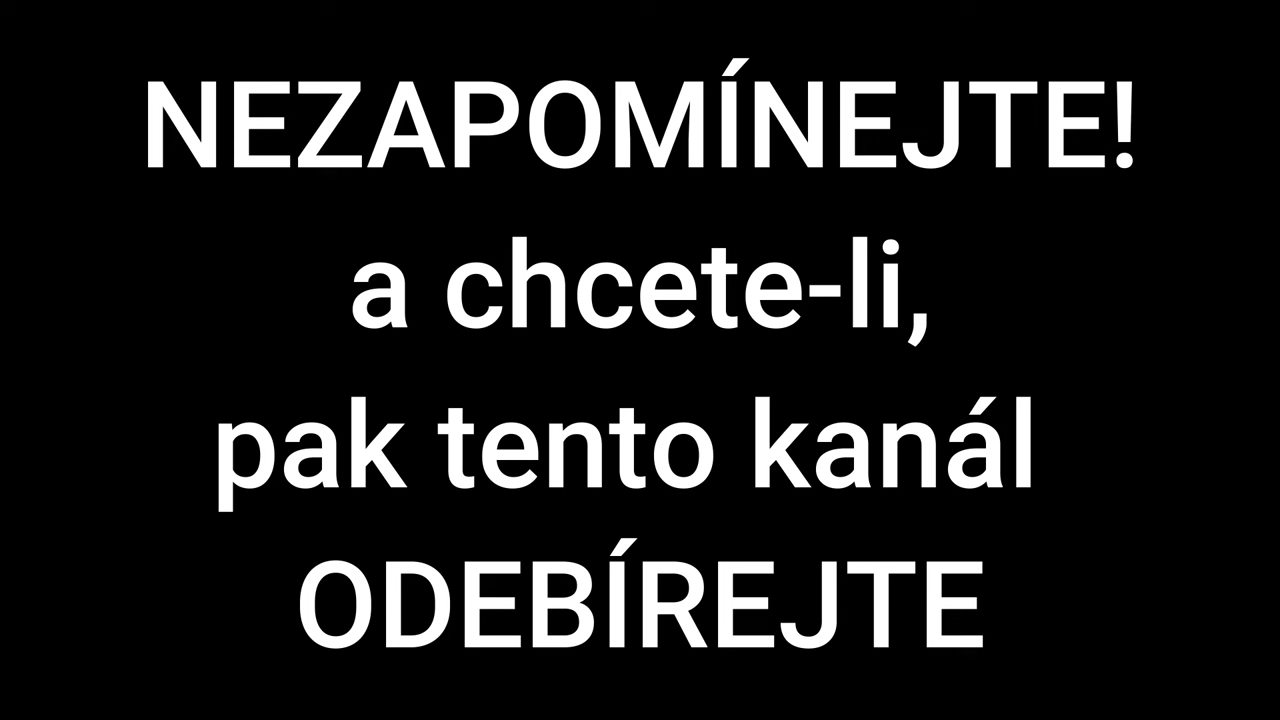 NEZAPOMÍNEJTE!
a chcete-li,
pak tento kanál
ODEBÍREJTE